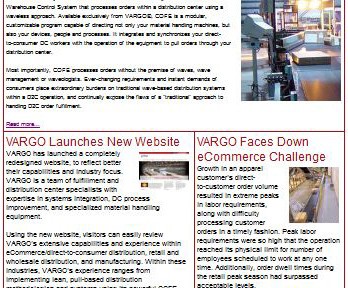 Warehouse Control System that processes orders within a distribution center using a
waveless approach. Available exclusively from VARGO®, COFE is a modular,
customizable program capable of directing not only your material handling machines, but
also your devices, people and processes. It integrates and synchronizes your direct-
to-consumer DC workers with the operation of the equipment to pull orders through your
distribution center.
Most importantly, COFE processes orders without the premise of waves, wave
management or waveologists. Ever-changing requirements and instant demands of
consumers place extraordinary burdens on traditional wave-based distribution systems
within a D2C operation, and continually expose the flaws of a "traditional" approach to
handling D2C order fulfillment.
Read more...
VARGO Launches New Website
VARGO has launched a completely
redesigned website, to reflect better
their capabilities and industry focus.
VARGO is a team of fulfillment and
distribution center specialists with
expertise in systems integration, DC process
improvement, and specialized material handling
equipment.
Using the new website, visitors can easily review
VARGO's extensive capabilities and experience within
eCommerce/direct-to-consumer distribution, retail and
wholesale distribution, and manufacturing. Within these
industries, VARGO's experience ranges from
implementing lean, pull-based distribution
VARGO Faces Down
eCommerce Challenge
Growth in an apparel
customer's direct-
to-customer order volume
resulted in extreme peaks
in labor requirements,
along with difficulty
processing customer
orders in a timely fashion. Peak labor
requirements were so high that the operation
reached its physical limit for number of
employees scheduled to work at any one
time. Additionally, order dwell times during
the retail peak season had surpassed
acceptable levels.